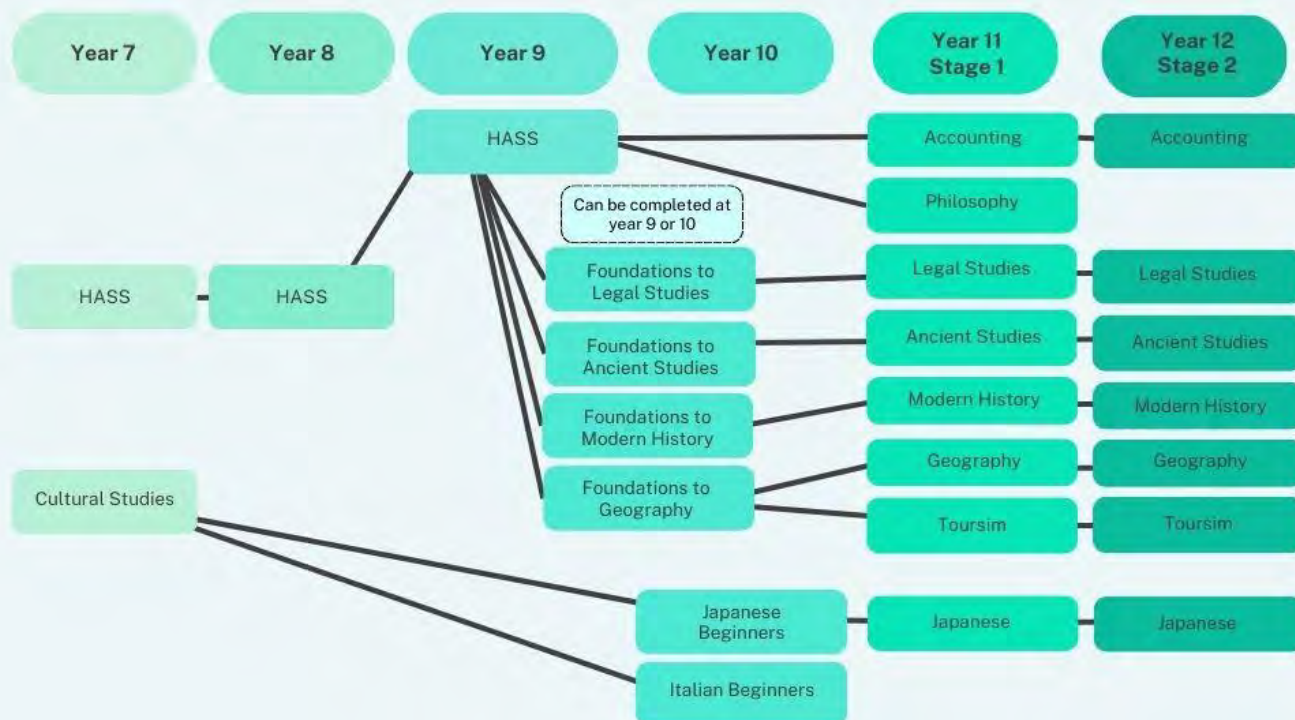 Year 7
Year 8
Year 9
Year 10
Year 11
Stage 1
Year 12
Stage 2
HASS
Accounting
Accounting
Can be completed at
year 9 or 10
Philosophy
HASS
HASS
Foundations to
Legal Studies
Legal Studies
Legal Studies
Foundations to
Ancient Studies
Ancient Studies
Ancient Studies
Foundations to
Modern History
Modern History
Modern History
Cultural Studies
Foundations to
Geography
Geography
Geography
Toursim
Toursim
Japanese
Beginners
Japanese
Japanese
Italian Beginners